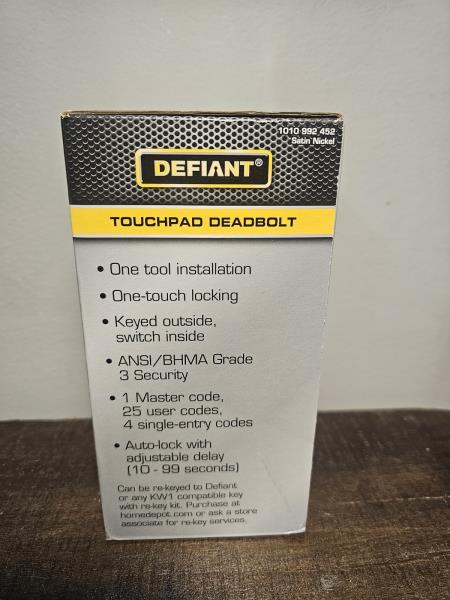 1010 992 452
Satin Nickel
DEFIANT®
TOUCHPAD DEADBOLT
• One tool installation
• One-touch locking
• Keyed outside,
switch inside
• ANSI/BHMA Grade
3 Security
• 1 Master code,
25 user codes,
4 single-entry codes
• Auto-lock with
adjustable delay
(10 - 99 seconds)
Can be re-keyed to Defiant
or any KW1 compatible key
with re-key kit. Purchase at
homedepot.com or ask a store
associate for re-key services.